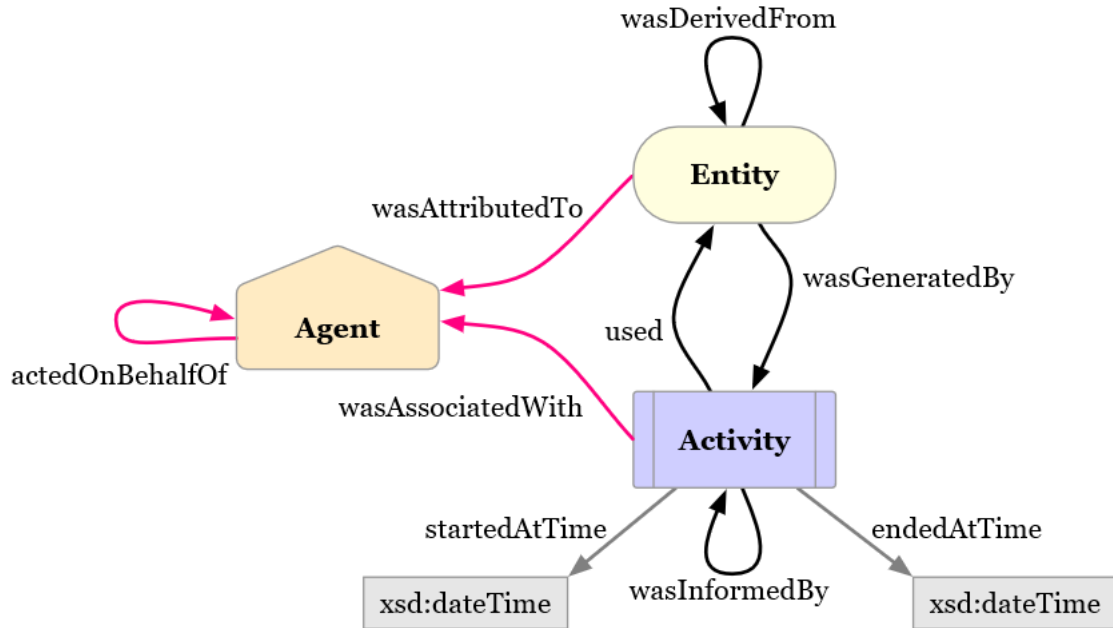 wasDerivedFrom
Entity
wasAttributedTo
wasGeneratedBy
Agent
used
actedOnBehalfOf
wasAssociatedWith
Activity
startedAtTime
endedAtTime
wasInformedBy
xsd:dateTime
xsd:dateTime